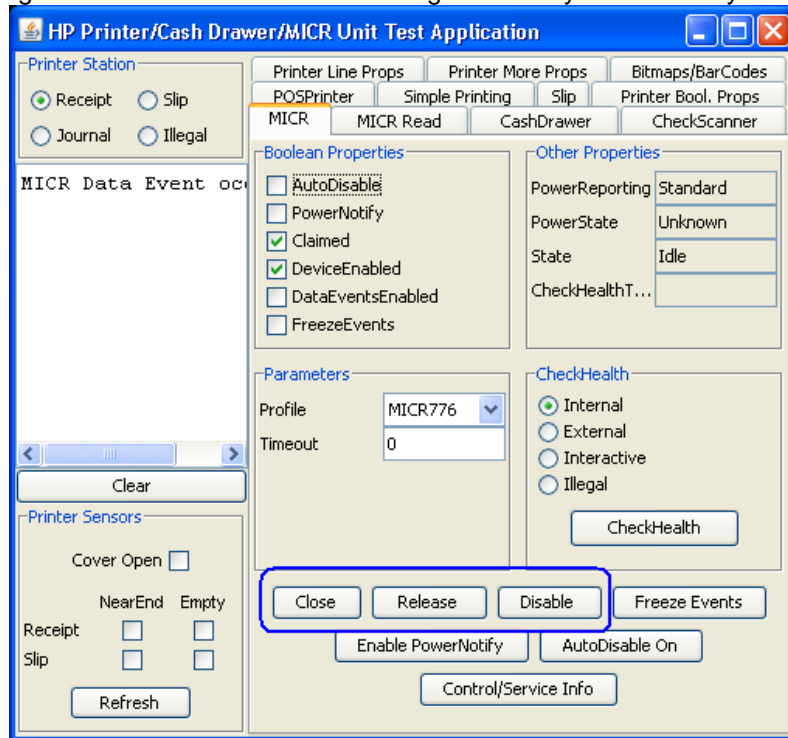 HP Printer/Cash Drawer/MICR Unit Test Application
Printer Station
Receipt
Slip
Journal
Illegal
MICR Data Event
Clear
Printer Sensors
Cover Open
NearEnd Empty
Receipt
Slip
Refresh
Printer Line Props
Printer More Props
Bitmaps/BarCodes
POSPrinter
Simple Printing
Slip
Printer Bool. Props
MICR
MICR Read
CashDrawer
CheckScanner
Boolean Properties
AutoDisable
PowerNotify
Claimed
DeviceEnabled
DataEventsEnabled
FreezeEvents
Other Properties
PowerReporting Standard
PowerState Unknown
State Idle
CheckHealthT...
Parameters
Profile MICR776
Timeout 0
CheckHealth
Internal
External
Interactive
Illegal
CheckHealth
Close
Release
Disable
Freeze Events
Enable PowerNotify
AutoDisable On
Control/Service Info